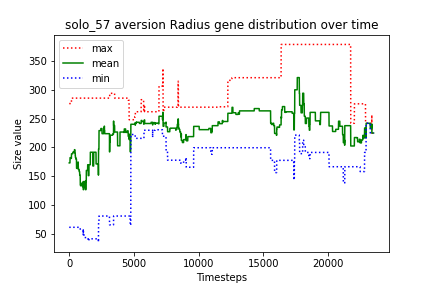 solo_57 aversion Radius gene distribution over time
max
mean
min
350
300
250
200
150
100
50
Size value
0
5000
10000
15000
20000
Timesteps